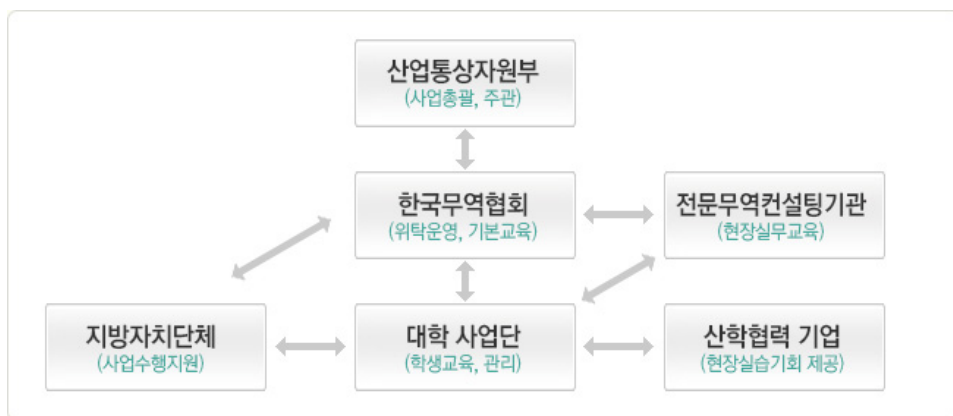 산업통상자원부
(사업총괄, 주관)
한국무역협회
(위탁운영, 기본교육)
전문무역컨설팅기관
(현장실무교육)
지방자치단체
(사업수행지원)
대학 사업단
(학생교육, 관리)
산학협력 기업
(현장실습기회 제공)